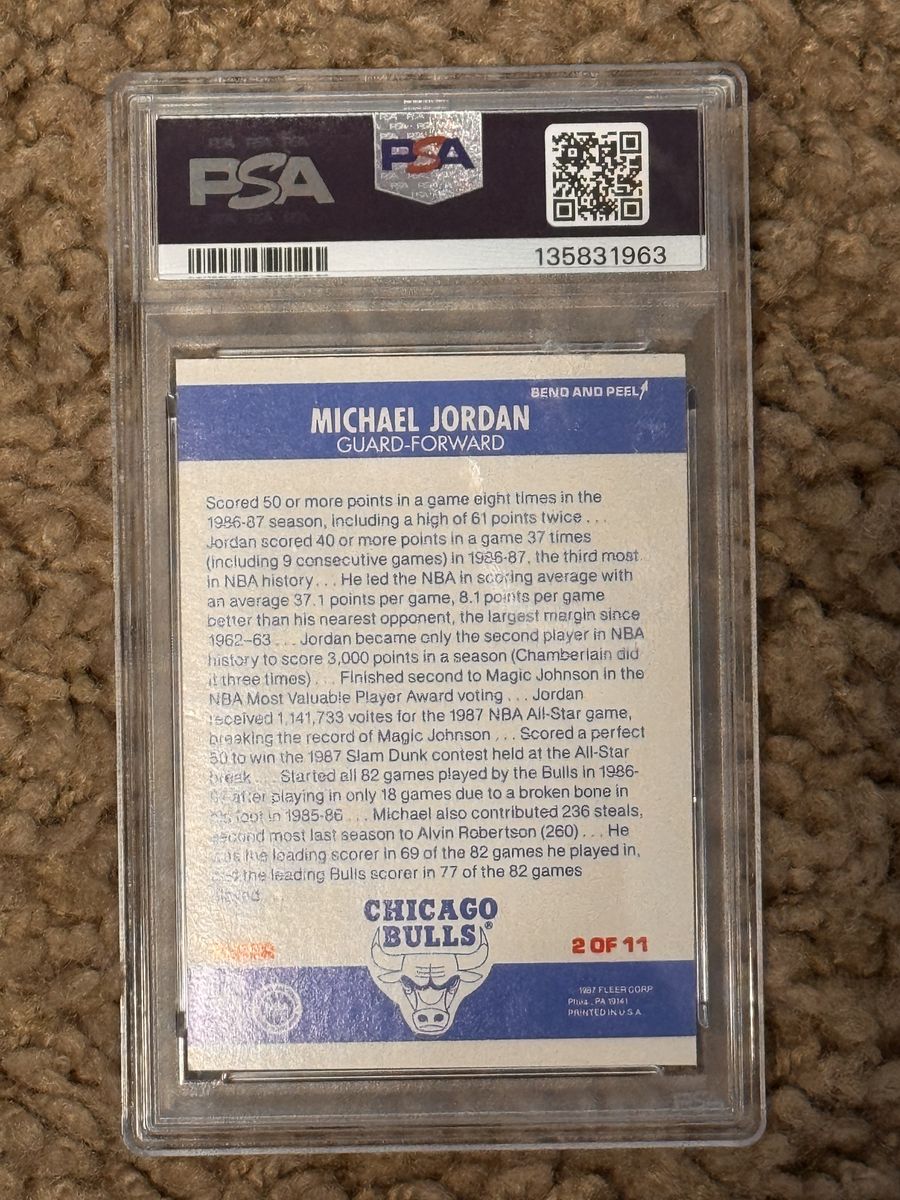 PSA
PSA
135831963
BEND AND PEEL
MICHAEL JORDAN
GUARD-FORWARD
Scored 50 or more points in a game eight times in the
1986-87 season, including a high of 61 points twice . . .
Jordan scored 40 or more points in a game 37 times
(including 9 consecutive games) in 1986-87, the third most
in NBA history . . . He led the NBA in scoring average with
an average 37.1 points per game, 8.1 points per game
better than his nearest opponent, the largest margin since
1962–63 . . . Jordan became only the second player in NBA
history to score 3,000 points in a season (Chamberlain did
it three times) . . . Finished second to Magic Johnson in the
NBA Most Valuable Player Award voting . . . Jordan
received 1,141,733 voites for the 1987 NBA All-Star game,
breaking the record of Magic Johnson . . . Scored a perfect
50 to win the 1987 Slam Dunk contest held at the All-Star
break . . . Started all 82 games played by the Bulls in 1986-
after playing in only 18 games due to a broken bone in
his foot in 1985-86 . . . Michael also contributed 236 steals,
second most last season to Alvin Robertson (260) . . . He
was the leading scorer in 69 of the 82 games he played in,
and the leading Bulls scorer in 77 of the 82 games
played
CHICAGO
BULLS®
FLEER
2 OF 11
1987 FLEER CORP
PHILA., PA 19141
PRINTED IN U.S.A.